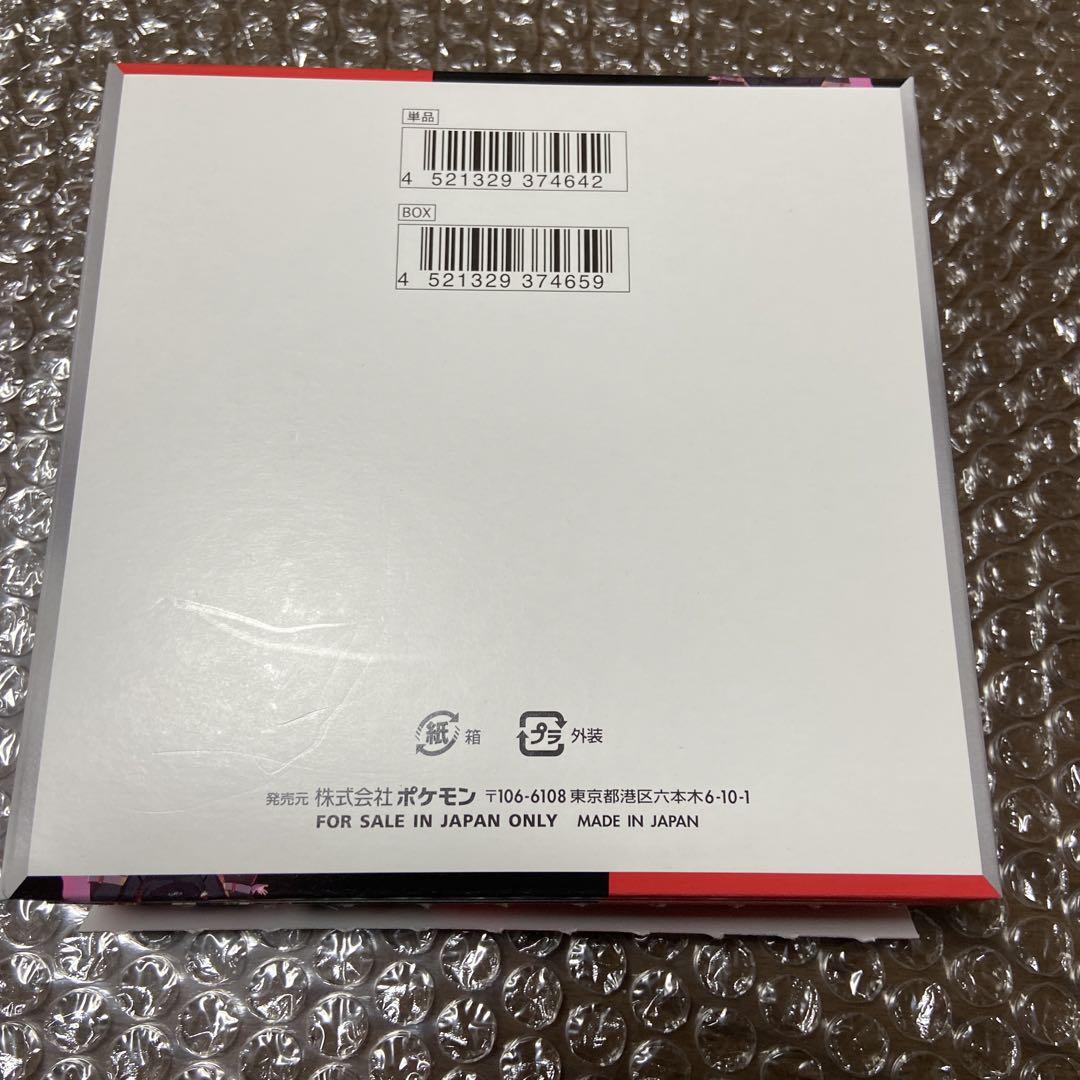 単品
4 521329 374642
BOX
4 521329 374659
紙 箱 プラ 外装
発売元 株式会社ポケモン 〒106-6108 東京都港区六本木6-10-1
FOR SALE IN JAPAN ONLY MADE IN JAPAN